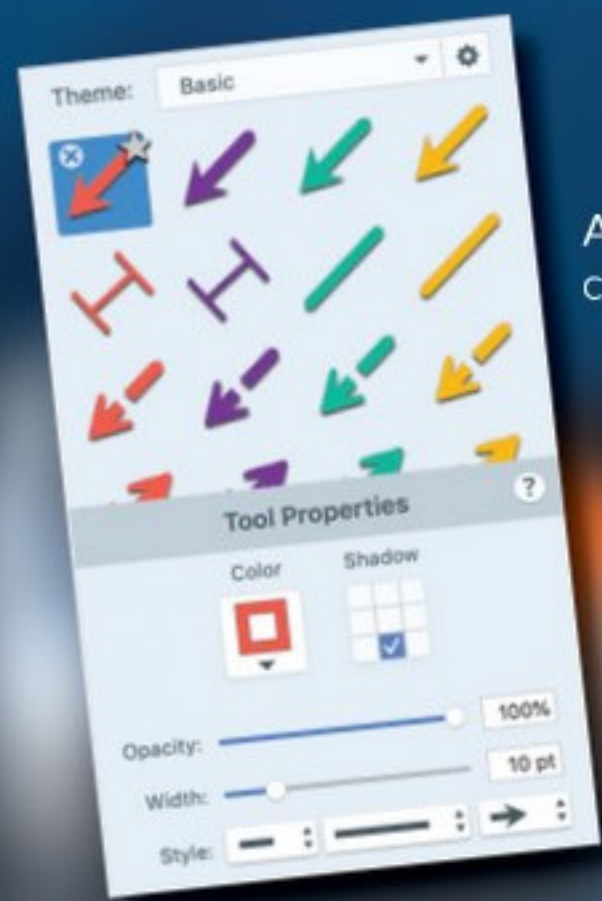 Theme: Basic
Tool Properties
?
Color Shadow
Opacity: 100%
Width: 10 pt
Style:
A
c